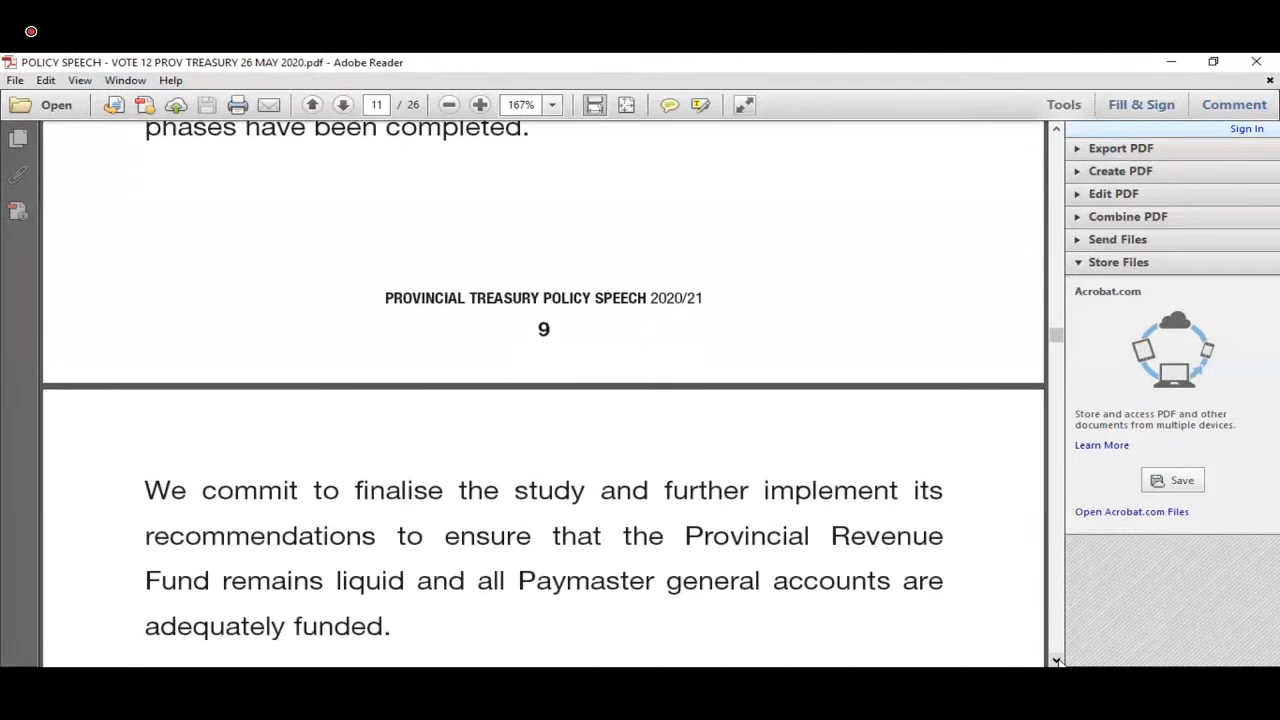 POLICY SPEECH - VOTE 12 PROV TREASURY 26 MAY 2020.pdf - Adobe Reader
File Edit View Window Help
Open 11 / 26 167% Tools Fill & Sign Comment
Sign In
phases have been completed.
PROVINCIAL TREASURY POLICY SPEECH 2020/21
9
We commit to finalise the study and further implement its
recommendations to ensure that the Provincial Revenue
Fund remains liquid and all Paymaster general accounts are
adequately funded.
Export PDF
Create PDF
Edit PDF
Combine PDF
Send Files
Store Files
Acrobat.com
Store and access PDF and other
documents from multiple devices.
Learn More
Save
Open Acrobat.com Files